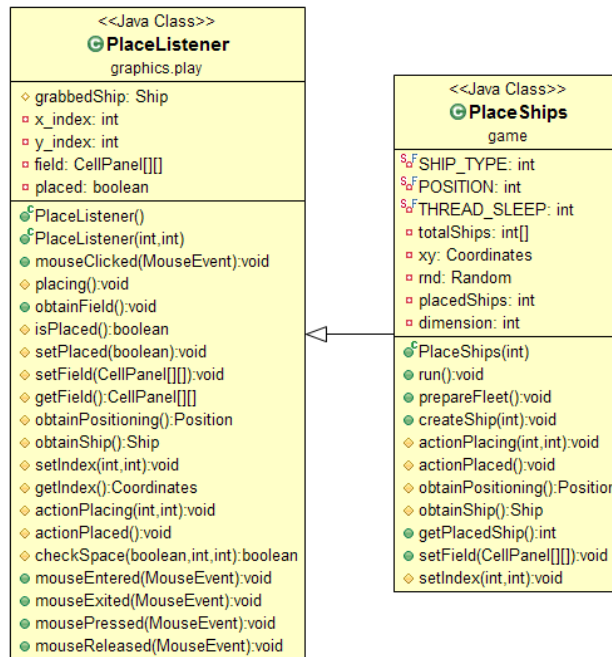 <<Java Class>>
PlaceListener
graphics.play
grabbedShip: Ship
x_index: int
y_index: int
field: CellPanel[][]
placed: boolean
PlaceListener()
PlaceListener(int,int)
mouseClicked(MouseEvent):void
placing():void
obtainField():void
isPlaced():boolean
setPlaced(boolean):void
setField(CellPanel[][]):void
getField():CellPanel[][]
obtainPositioning():Position
obtainShip():Ship
setIndex(int,int):void
getIndex():Coordinates
actionPlacing(int,int):void
actionPlaced():void
checkSpace(boolean,int,int):boolean
mouseEntered(MouseEvent):void
mouseExited(MouseEvent):void
mousePressed(MouseEvent):void
mouseReleased(MouseEvent):void
<<Java Class>>
PlaceShips
game
SHIP_TYPE: int
POSITION: int
THREAD_SLEEP: int
totalShips: int[]
xy: Coordinates
rnd: Random
placedShips: int
dimension: int
PlaceShips(int)
run():void
prepareFleet():void
createShip(int):void
actionPlacing(int,int):void
actionPlaced():void
obtainPositioning():Position
obtainShip():Ship
getPlacedShip():int
setField(CellPanel[][]):void
setIndex(int,int):void